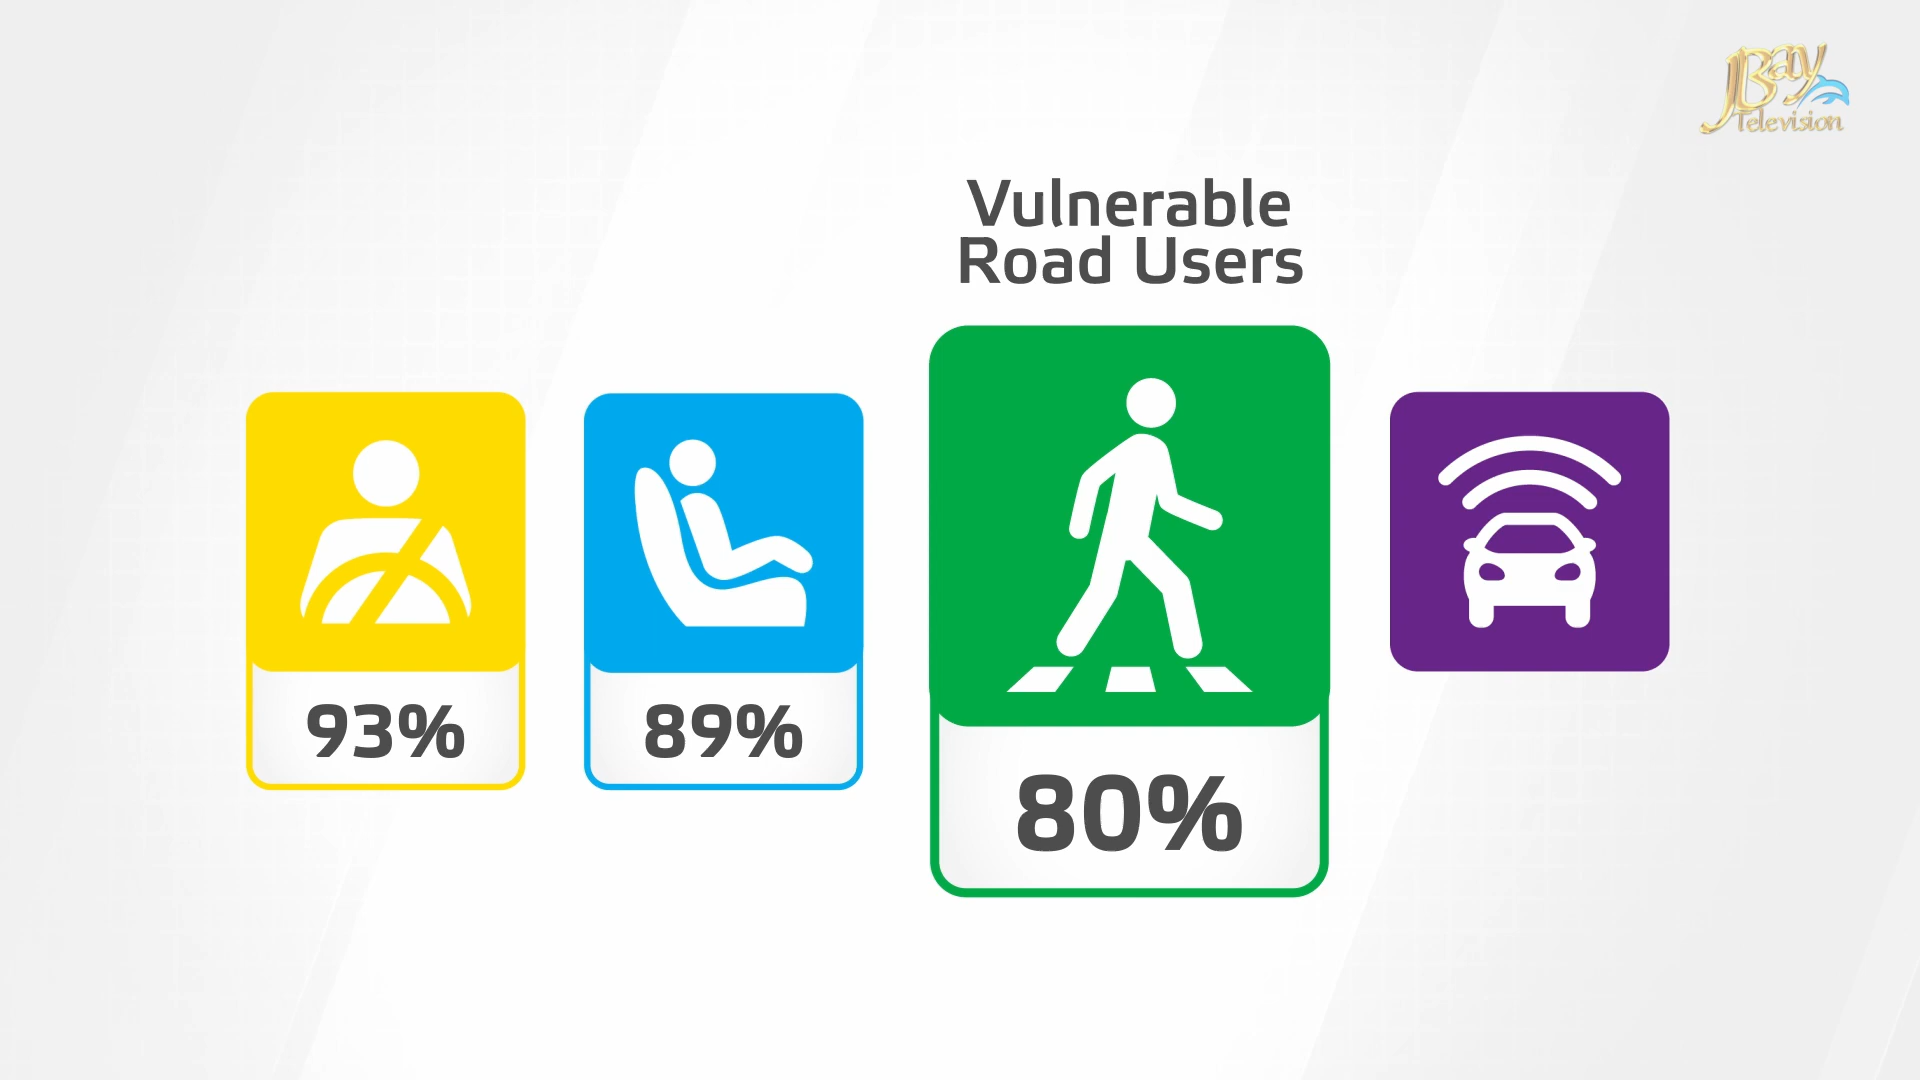 JBay
Television
Vulnerable
Road Users
93%
89%
80%